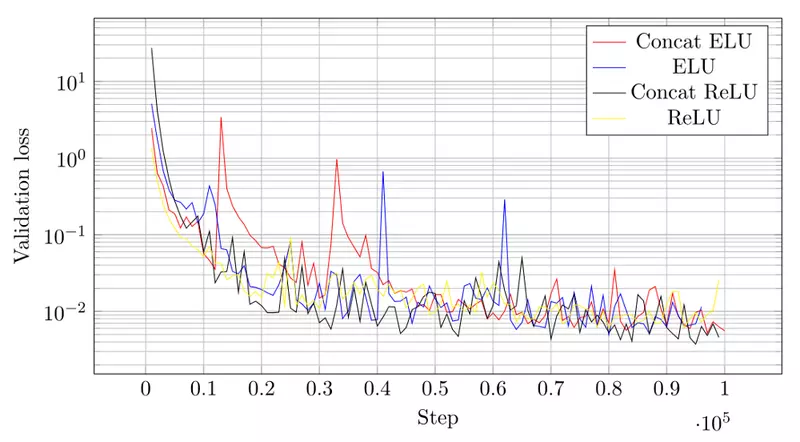 Concat ELU
ELU
Concat ReLU
ReLU
10^1
10^0
10^−1
10^−2
Validation loss
0 0.1 0.2 0.3 0.4 0.5 0.6 0.7 0.8 0.9 1
Step
·10^5